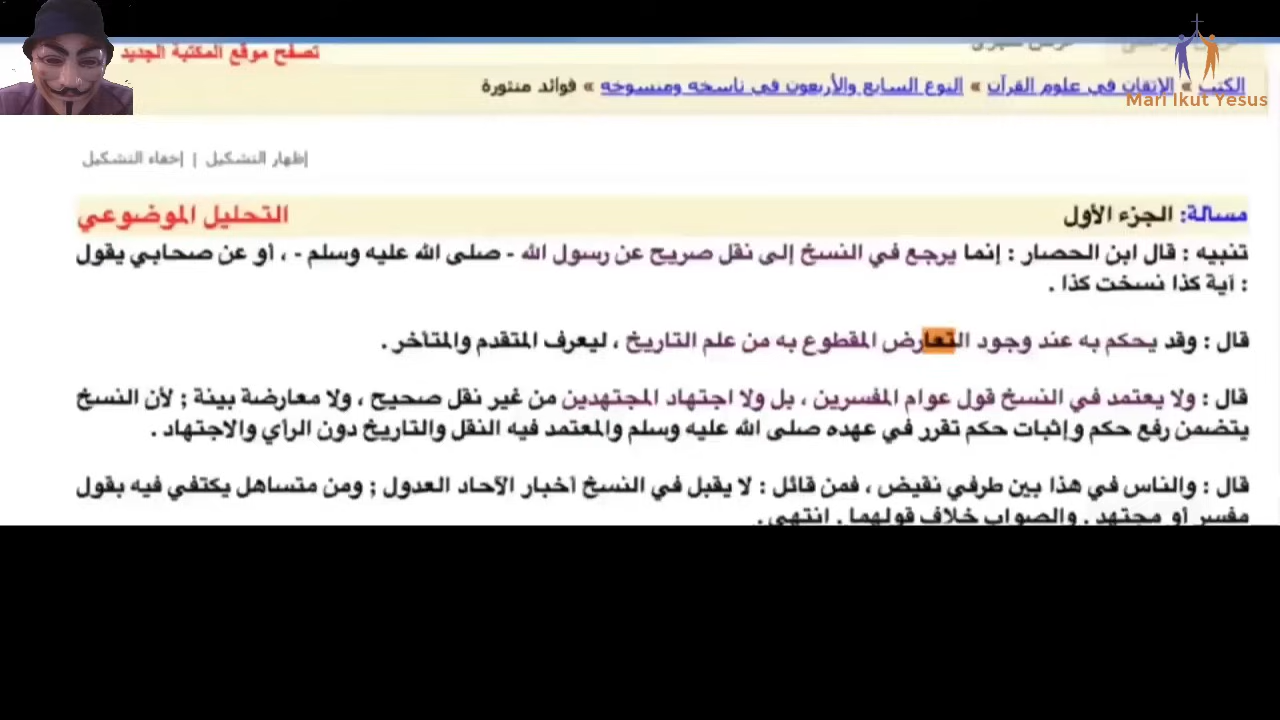 تصفح موقع المكتبة الجديد
Mari Ikut Yesus
الكتب » الإتقان في علوم القرآن » النوع السابع والأربعون في ناسخه ومنسوخه » فوائد منثورة
إظهار التشكيل | إخفاء التشكيل
مسألة: الجزء الأول
التحليل الموضوعي
تنبيه : قال ابن الحصار : إنما يرجع في النسخ إلى نقل صريح عن رسول الله - صلى الله عليه وسلم - ، أو عن صحابي يقول
: آية كذا نسخت كذا .
قال : وقد يحكم به عند وجود التعارض المقطوع به من علم التاريخ ، ليعرف المتقدم والمتأخر .
قال : ولا يعتمد في النسخ قول عوام المفسرين ، بل ولا اجتهاد المجتهدين من غير نقل صحيح ، ولا معارضة بينة ; لأن النسخ
يتضمن رفع حكم وإثبات حكم تقرر في عهده صلى الله عليه وسلم والمعتمد فيه النقل والتاريخ دون الرأي والاجتهاد .
قال : والناس في هذا بين طرفي نقيض ، فمن قائل : لا يقبل في النسخ أخبار الآحاد العدول ; ومن متساهل يكتفي فيه بقول
مفسر أو مجتهد . والصواب خلاف قولهما . انتهى .